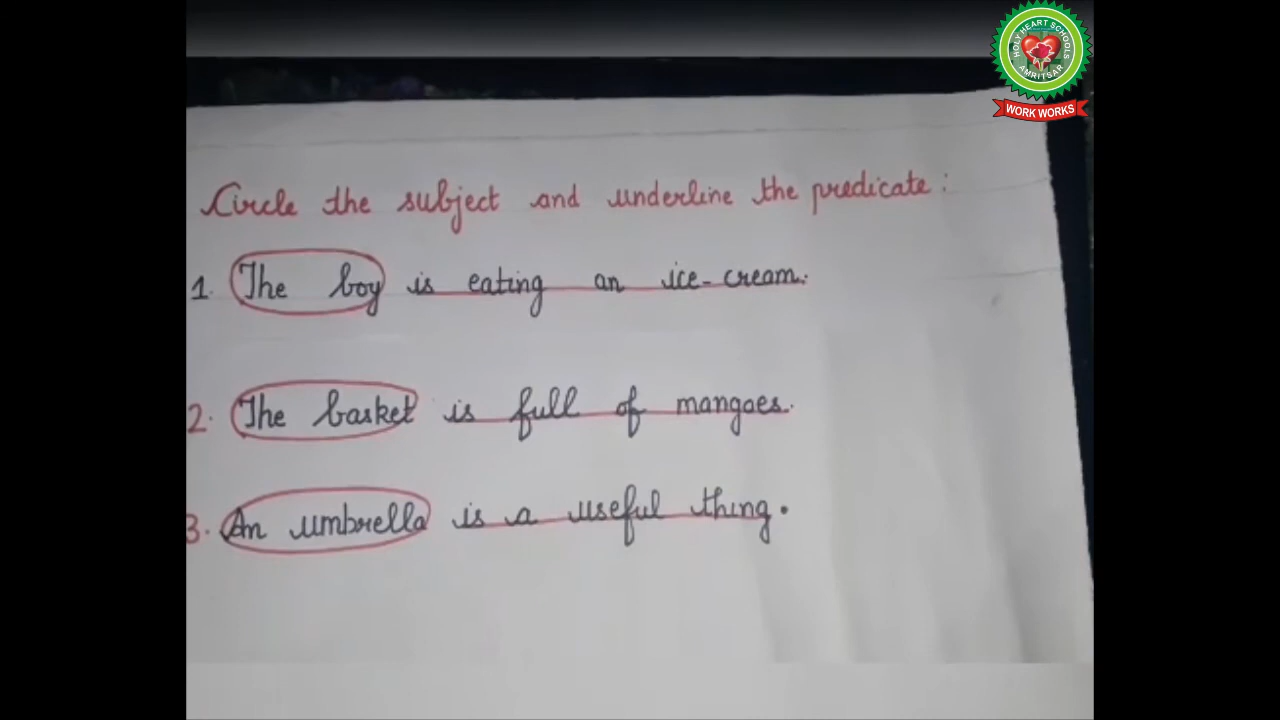 HOLY HEART SCHOOLS
AMRITSAR
WORK WORKS
Circle the subject and underline the predicate:
1. The boy is eating an ice-cream.
2. The basket is full of mangoes.
3. An umbrella is a useful thing.